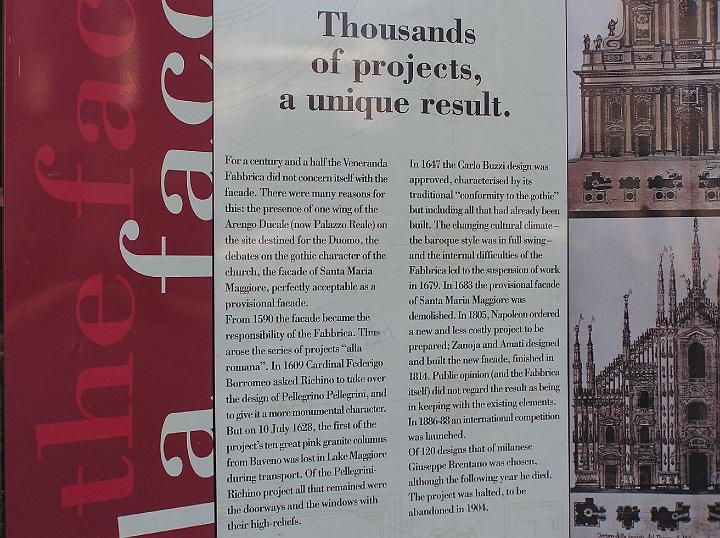 the fac
la facc
Thousands
of projects,
a unique result.
For a century and a half the Veneranda
Fabbrica did not concern itself with the
facade. There were many reasons for
this: the presence of one wing of the
Arengo Ducale (now Palazzo Reale) on
the site destined for the Duomo, the
debates on the gothic character of the
church, the facade of Santa Maria
Maggiore, perfectly acceptable as a
provisional facade.
From 1590 the facade became the
responsibility of the Fabbrica. Thus
arose the series of projects “alla
romana”. In 1609 Cardinal Federigo
Borromeo asked Richino to take over
the design of Pellegrino Pellegrini, and
to give it a more monumental character.
But on 10 July 1628, the first of the
project's ten great pink granite columns
from Baveno was lost in Lake Maggiore
during transport. Of the Pellegrini-
Richino project all that remained were
the doorways and the windows with
their high-reliefs.
In 1647 the Carlo Buzzi design was
approved, characterised by its
traditional “conformity to the gothic”
but including all that had already been
built. The changing cultural climate –
the baroque style was in full swing–
and the internal difficulties of the
Fabbrica led to the suspension of work
in 1679. In 1683 the provisional facade
of Santa Maria Maggiore was
demolished. In 1805, Napoleon ordered
a new and less costly project to be
prepared; Zanoja and Amati designed
and built the new facade, finished in
1814. Public opinion (and the Fabbrica
itself) did not regard the result as being
in keeping with the existing elements.
In 1886-88 an international competition
was launched.
Of 120 designs that of milanese
Giuseppe Brentano was chosen,
although the following year he died.
The project was halted, to be
abandoned in 1904.